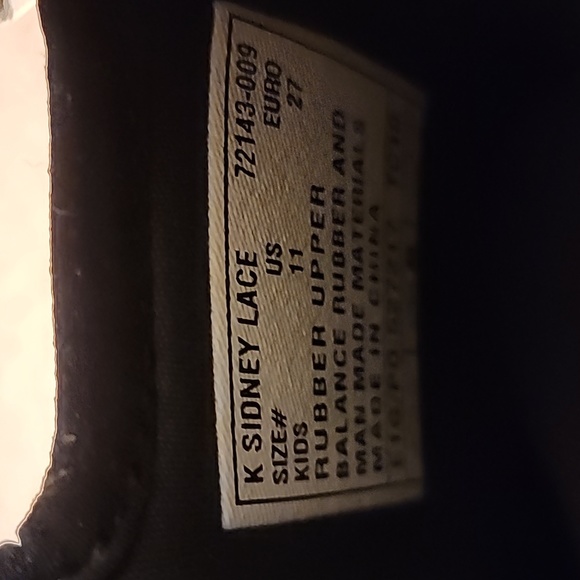 K SIDNEY LACE 72143-009
SIZE# US EURO
KIDS 11 27
RUBBER UPPER
BALANCE RUBBER AND
MAN MADE MATERIALS
MADE IN CHINA